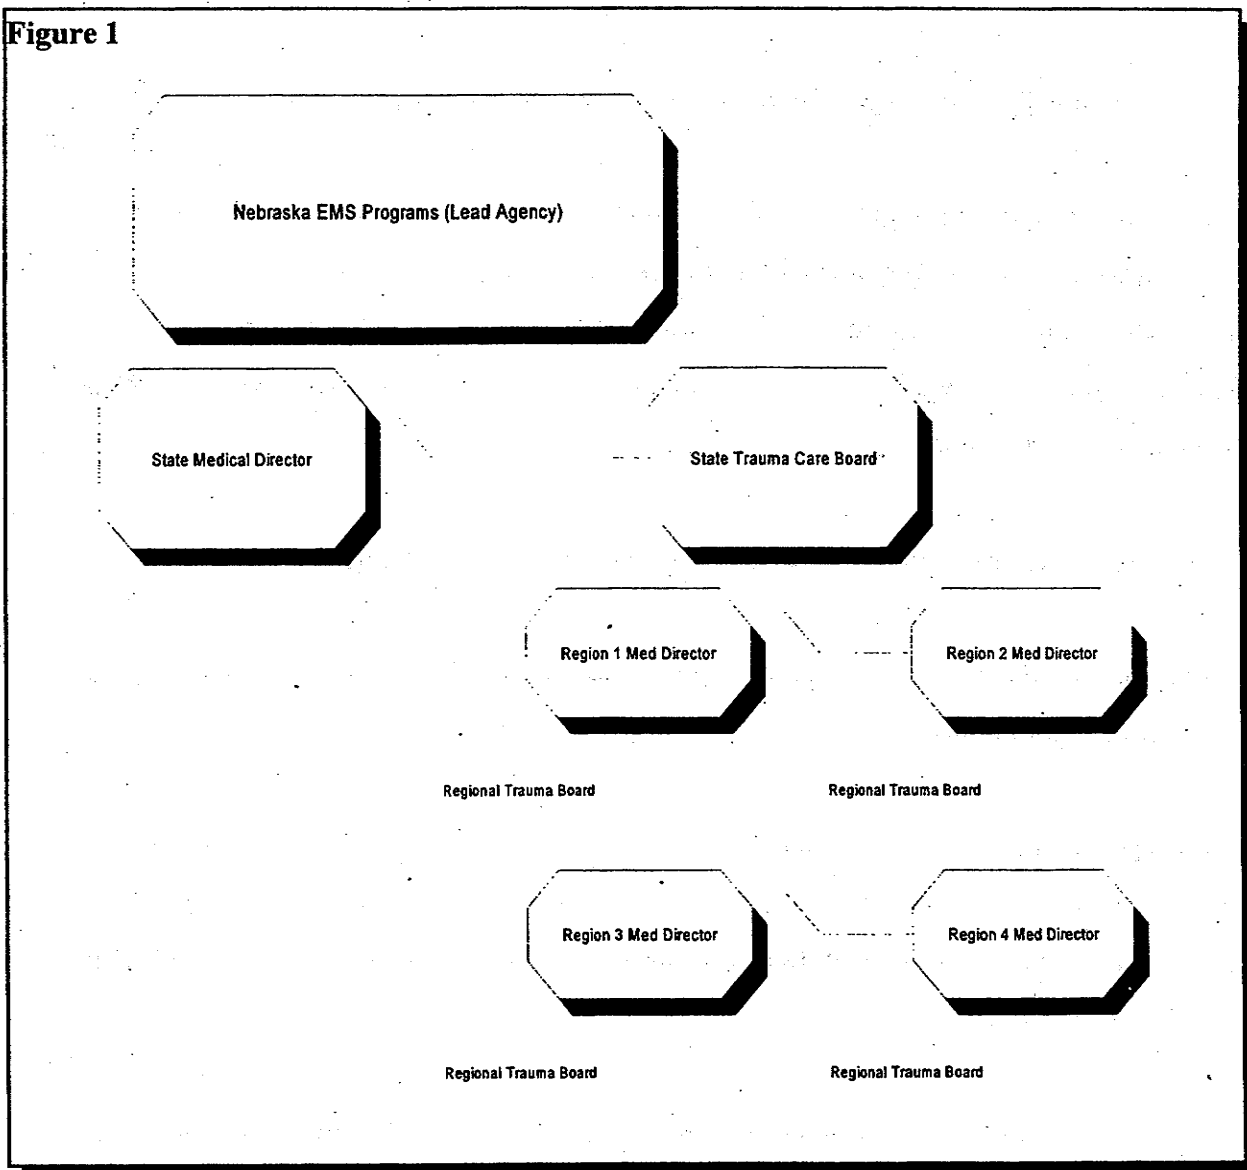 Figure 1
Nebraska EMS Programs (Lead Agency)
State Medical Director
State Trauma Care Board
Region 1 Med Director
Region 2 Med Director
Regional Trauma Board
Regional Trauma Board
Region 3 Med Director
Region 4 Med Director
Regional Trauma Board
Regional Trauma Board